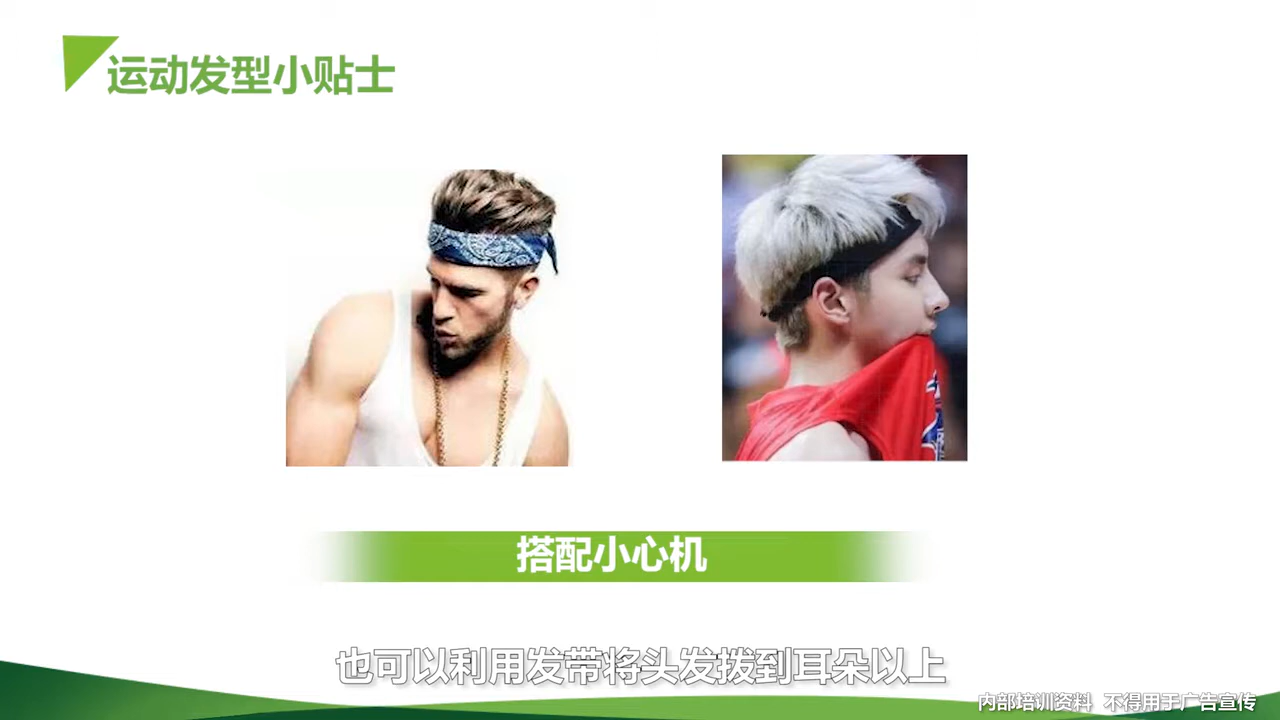 运动发型小贴士
搭配小心机
也可以利用发带将头发拨到耳朵以上
内部培训资料 不得用于广告宣传